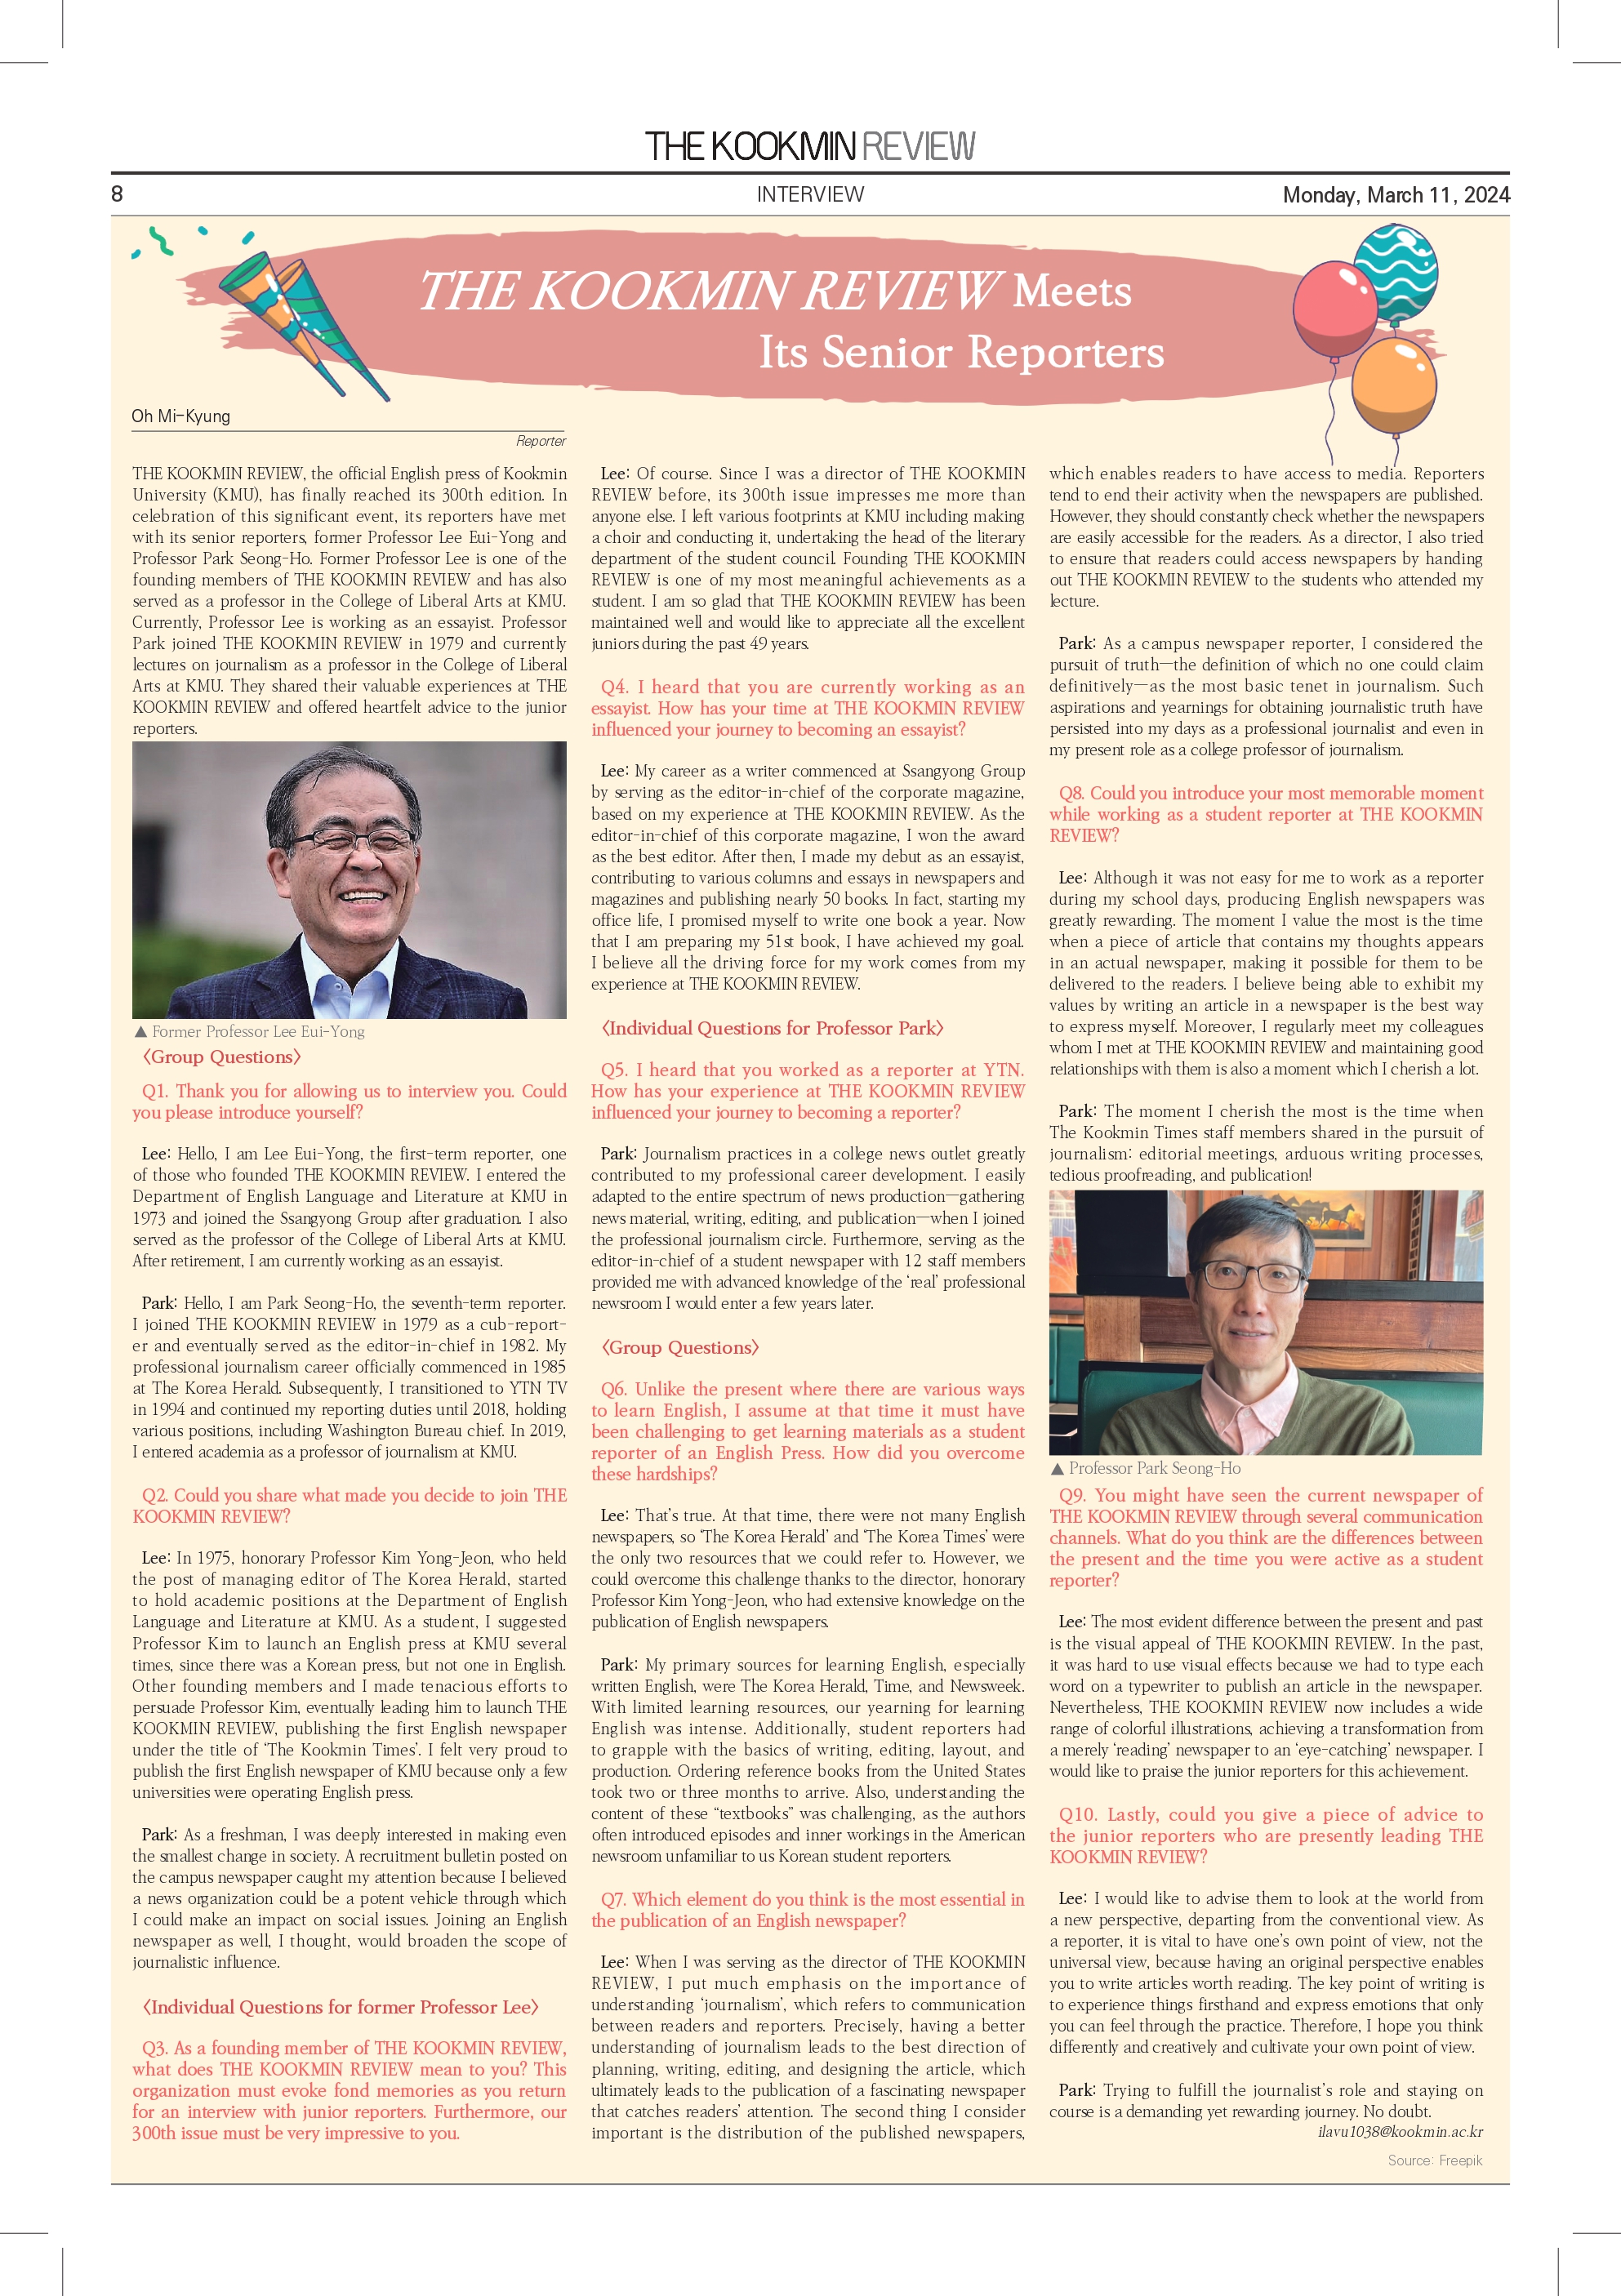 THE KOOKMIN REVIEW
8
INTERVIEW
Monday, March 11, 2024
THE KOOKMIN REVIEW Meets
Its Senior Reporters
Oh Mi-Kyung
Reporter
THE KOOKMIN REVIEW, the official English press of Kookmin
University (KMU), has finally reached its 300th edition. In
celebration of this significant event, its reporters have met
with its senior reporters, former Professor Lee Eui-Yong and
Professor Park Seong-Ho. Former Professor Lee is one of the
founding members of THE KOOKMIN REVIEW and has also
served as a professor in the College of Liberal Arts at KMU.
Currently, Professor Lee is working as an essayist. Professor
Park joined THE KOOKMIN REVIEW in 1979 and currently
lectures on journalism as a professor in the College of Liberal
Arts at KMU. They shared their valuable experiences at THE
KOOKMIN REVIEW and offered heartfelt advice to the junior
reporters.
▲ Former Professor Lee Eui-Yong
〈Group Questions〉
Q1. Thank you for allowing us to interview you. Could
you please introduce yourself?
Lee: Hello, I am Lee Eui-Yong, the first-term reporter, one
of those who founded THE KOOKMIN REVIEW. I entered the
Department of English Language and Literature at KMU in
1973 and joined the Ssangyong Group after graduation. I also
served as the professor of the College of Liberal Arts at KMU.
After retirement, I am currently working as an essayist.
Park: Hello, I am Park Seong-Ho, the seventh-term reporter.
I joined THE KOOKMIN REVIEW in 1979 as a cub-report-
er and eventually served as the editor-in-chief in 1982. My
professional journalism career officially commenced in 1985
at The Korea Herald. Subsequently, I transitioned to YTN TV
in 1994 and continued my reporting duties until 2018, holding
various positions, including Washington Bureau chief. In 2019,
I entered academia as a professor of journalism at KMU.
Q2. Could you share what made you decide to join THE
KOOKMIN REVIEW?
Lee: In 1975, honorary Professor Kim Yong-Jeon, who held
the post of managing editor of The Korea Herald, started
to hold academic positions at the Department of English
Language and Literature at KMU. As a student, I suggested
Professor Kim to launch an English press at KMU several
times, since there was a Korean press, but not one in English.
Other founding members and I made tenacious efforts to
persuade Professor Kim, eventually leading him to launch THE
KOOKMIN REVIEW, publishing the first English newspaper
under the title of ‘The Kookmin Times’. I felt very proud to
publish the first English newspaper of KMU because only a few
universities were operating English press.
Park: As a freshman, I was deeply interested in making even
the smallest change in society. A recruitment bulletin posted on
the campus newspaper caught my attention because I believed
a news organization could be a potent vehicle through which
I could make an impact on social issues. Joining an English
newspaper as well, I thought, would broaden the scope of
journalistic influence.
〈Individual Questions for former Professor Lee〉
Q3. As a founding member of THE KOOKMIN REVIEW,
what does THE KOOKMIN REVIEW mean to you? This
organization must evoke fond memories as you return
for an interview with junior reporters. Furthermore, our
300th issue must be very impressive to you.
Lee: Of course. Since I was a director of THE KOOKMIN
REVIEW before, its 300th issue impresses me more than
anyone else. I left various footprints at KMU including making
a choir and conducting it, undertaking the head of the literary
department of the student council. Founding THE KOOKMIN
REVIEW is one of my most meaningful achievements as a
student. I am so glad that THE KOOKMIN REVIEW has been
maintained well and would like to appreciate all the excellent
juniors during the past 49 years.
Q4. I heard that you are currently working as an
essayist. How has your time at THE KOOKMIN REVIEW
influenced your journey to becoming an essayist?
Lee: My career as a writer commenced at Ssangyong Group
by serving as the editor-in-chief of the corporate magazine,
based on my experience at THE KOOKMIN REVIEW. As the
editor-in-chief of this corporate magazine, I won the award
as the best editor. After then, I made my debut as an essayist,
contributing to various columns and essays in newspapers and
magazines and publishing nearly 50 books. In fact, starting my
office life, I promised myself to write one book a year. Now
that I am preparing my 51st book, I have achieved my goal.
I believe all the driving force for my work comes from my
experience at THE KOOKMIN REVIEW.
〈Individual Questions for Professor Park〉
Q5. I heard that you worked as a reporter at YTN.
How has your experience at THE KOOKMIN REVIEW
influenced your journey to becoming a reporter?
Park: Journalism practices in a college news outlet greatly
contributed to my professional career development. I easily
adapted to the entire spectrum of news production—gathering
news material, writing, editing, and publication—when I joined
the professional journalism circle. Furthermore, serving as the
editor-in-chief of a student newspaper with 12 staff members
provided me with advanced knowledge of the ‘real’ professional
newsroom I would enter a few years later.
〈Group Questions〉
Q6. Unlike the present where there are various ways
to learn English, I assume at that time it must have
been challenging to get learning materials as a student
reporter of an English Press. How did you overcome
these hardships?
Lee: That’s true. At that time, there were not many English
newspapers, so ‘The Korea Herald’ and ‘The Korea Times’ were
the only two resources that we could refer to. However, we
could overcome this challenge thanks to the director, honorary
Professor Kim Yong-Jeon, who had extensive knowledge on the
publication of English newspapers.
Park: My primary sources for learning English, especially
written English, were The Korea Herald, Time, and Newsweek.
With limited learning resources, our yearning for learning
English was intense. Additionally, student reporters had
to grapple with the basics of writing, editing, layout, and
production. Ordering reference books from the United States
took two or three months to arrive. Also, understanding the
content of these “textbooks” was challenging, as the authors
often introduced episodes and inner workings in the American
newsroom unfamiliar to us Korean student reporters.
Q7. Which element do you think is the most essential in
the publication of an English newspaper?
Lee: When I was serving as the director of THE KOOKMIN
REVIEW, I put much emphasis on the importance of
understanding ‘journalism’, which refers to communication
between readers and reporters. Precisely, having a better
understanding of journalism leads to the best direction of
planning, writing, editing, and designing the article, which
ultimately leads to the publication of a fascinating newspaper
that catches readers’ attention. The second thing I consider
important is the distribution of the published newspapers,
which enables readers to have access to media. Reporters
tend to end their activity when the newspapers are published.
However, they should constantly check whether the newspapers
are easily accessible for the readers. As a director, I also tried
to ensure that readers could access newspapers by handing
out THE KOOKMIN REVIEW to the students who attended my
lecture.
Park: As a campus newspaper reporter, I considered the
pursuit of truth—the definition of which no one could claim
definitively—as the most basic tenet in journalism. Such
aspirations and yearnings for obtaining journalistic truth have
persisted into my days as a professional journalist and even in
my present role as a college professor of journalism.
Q8. Could you introduce your most memorable moment
while working as a student reporter at THE KOOKMIN
REVIEW?
Lee: Although it was not easy for me to work as a reporter
during my school days, producing English newspapers was
greatly rewarding. The moment I value the most is the time
when a piece of article that contains my thoughts appears
in an actual newspaper, making it possible for them to be
delivered to the readers. I believe being able to exhibit my
values by writing an article in a newspaper is the best way
to express myself. Moreover, I regularly meet my colleagues
whom I met at THE KOOKMIN REVIEW and maintaining good
relationships with them is also a moment which I cherish a lot.
Park: The moment I cherish the most is the time when
The Kookmin Times staff members shared in the pursuit of
journalism: editorial meetings, arduous writing processes,
tedious proofreading, and publication!
▲ Professor Park Seong-Ho
Q9. You might have seen the current newspaper of
THE KOOKMIN REVIEW through several communication
channels. What do you think are the differences between
the present and the time you were active as a student
reporter?
Lee: The most evident difference between the present and past
is the visual appeal of THE KOOKMIN REVIEW. In the past,
it was hard to use visual effects because we had to type each
word on a typewriter to publish an article in the newspaper.
Nevertheless, THE KOOKMIN REVIEW now includes a wide
range of colorful illustrations, achieving a transformation from
a merely ‘reading’ newspaper to an ‘eye-catching’ newspaper. I
would like to praise the junior reporters for this achievement.
Q10. Lastly, could you give a piece of advice to
the junior reporters who are presently leading THE
KOOKMIN REVIEW?
Lee: I would like to advise them to look at the world from
a new perspective, departing from the conventional view. As
a reporter, it is vital to have one’s own point of view, not the
universal view, because having an original perspective enables
you to write articles worth reading. The key point of writing is
to experience things firsthand and express emotions that only
you can feel through the practice. Therefore, I hope you think
differently and creatively and cultivate your own point of view.
Park: Trying to fulfill the journalist’s role and staying on
course is a demanding yet rewarding journey. No doubt.
ilavu1038@kookmin.ac.kr
Source: Freepik